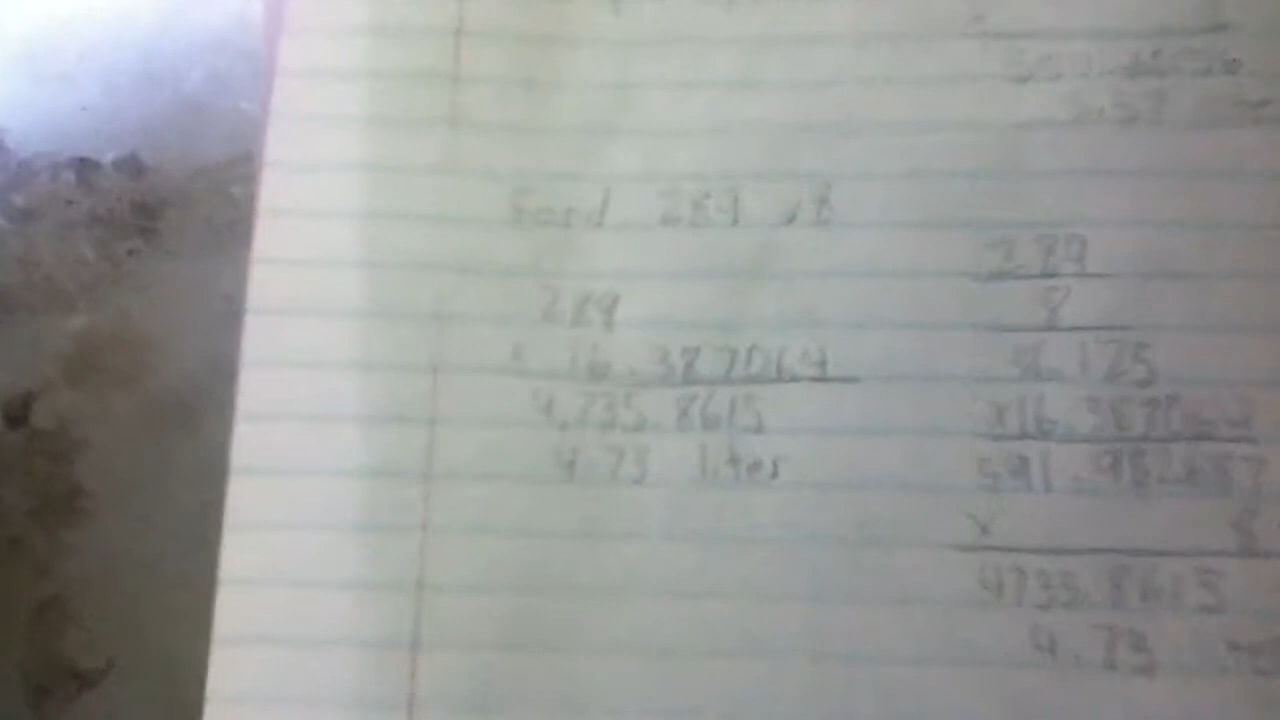 Ford 289 v8
289
16.387064
4,735.8615
4.73 liter
289
8
36.125
x16.387064
591.982687
x 8
4735.8615
4.73